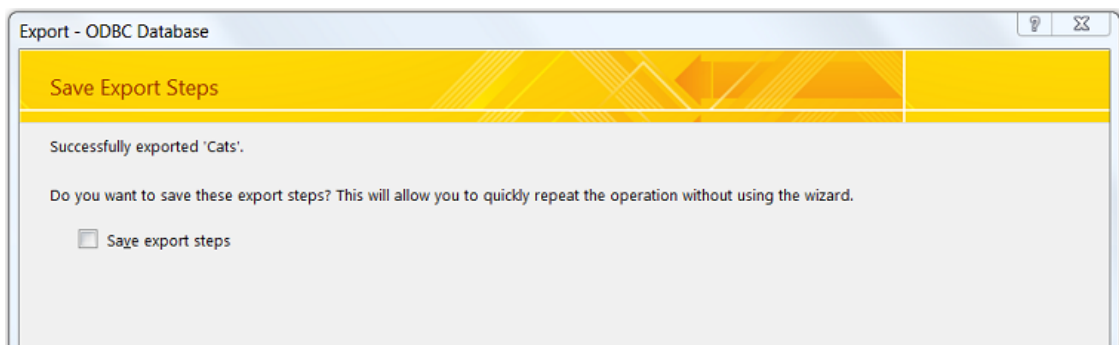 Export - ODBC Database
Save Export Steps
Successfully exported 'Cats'.
Do you want to save these export steps? This will allow you to quickly repeat the operation without using the wizard.
Save export steps